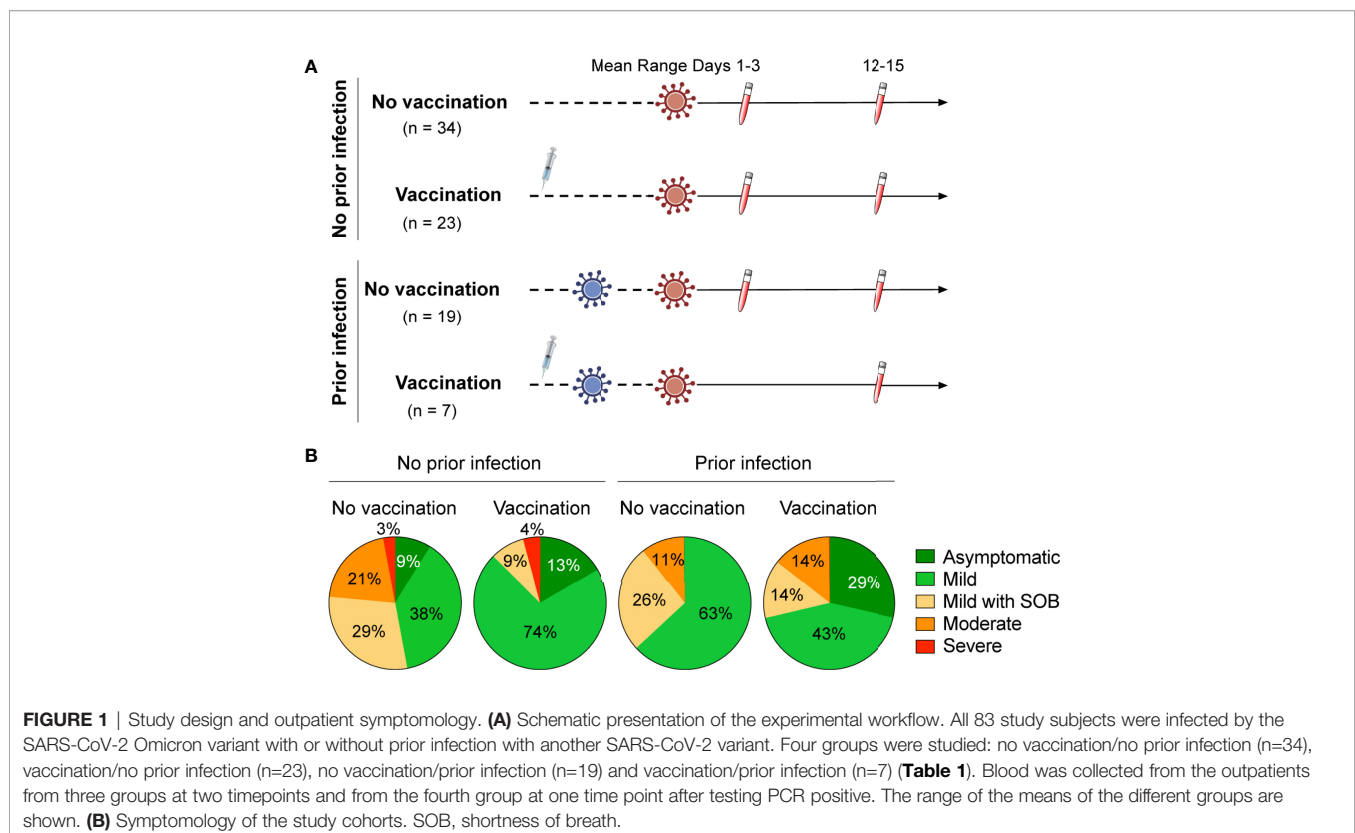 A
Mean Range Days 1-3
12-15
No prior infection
No vaccination
(n = 34)
Vaccination
(n = 23)
Prior infection
No vaccination
(n = 19)
Vaccination
(n = 7)
B
No prior infection
Prior infection
No vaccination
Vaccination
No vaccination
Vaccination
3%
9%
21%
38%
29%
4%
9%
13%
74%
11%
26%
63%
14%
29%
14%
43%
Asymptomatic
Mild
Mild with SOB
Moderate
Severe
FIGURE 1 | Study design and outpatient symptomology. (A) Schematic presentation of the experimental workflow. All 83 study subjects were infected by the
SARS-CoV-2 Omicron variant with or without prior infection with another SARS-CoV-2 variant. Four groups were studied: no vaccination/no prior infection (n=34),
vaccination/no prior infection (n=23), no vaccination/prior infection (n=19) and vaccination/prior infection (n=7) (Table 1). Blood was collected from the outpatients
from three groups at two timepoints and from the fourth group at one time point after testing PCR positive. The range of the means of the different groups are
shown. (B) Symptomology of the study cohorts. SOB, shortness of breath.